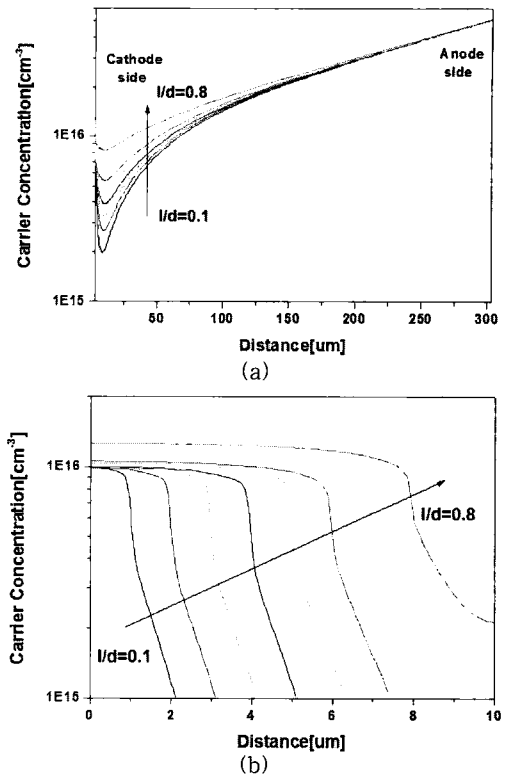 Carrier Concentration[cm-3]
1E16
1E15
Cathode
side
l/d=0.8
l/d=0.1
Anode
side
50 100 150 200 250 300
Distance[um]
(a)
Carrier Concentration[cm-3]
1E16
1E15
l/d=0.8
l/d=0.1
0 2 4 6 8 10
Distance[um]
(b)